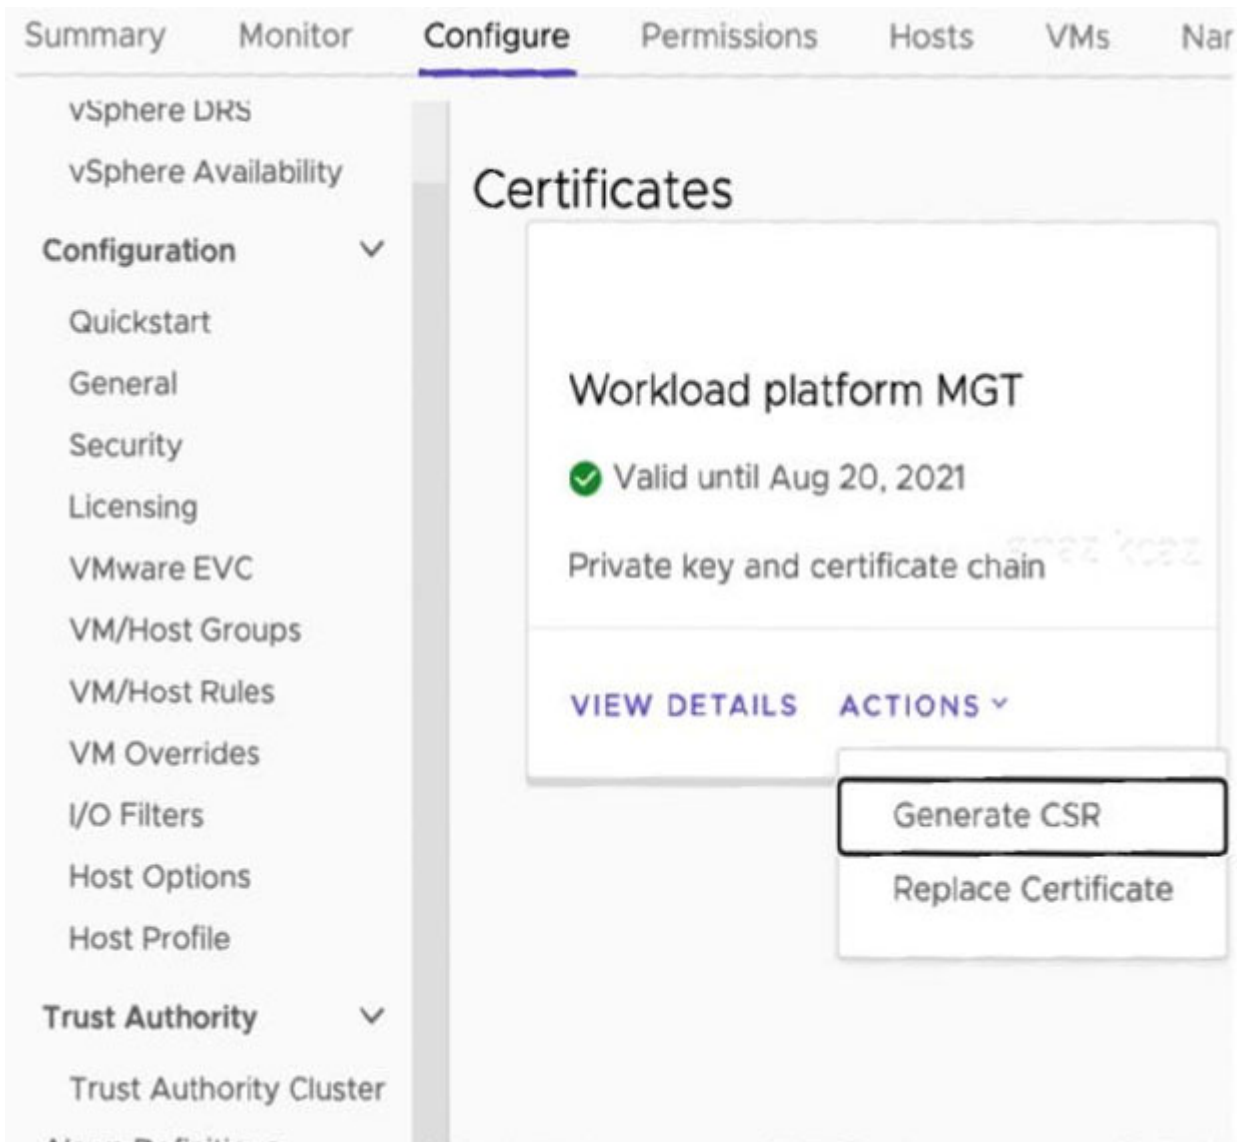 Summary Monitor Configure Permissions Hosts VMs
vSphere DRS
vSphere Availability
Configuration
Quickstart
General
Security
Licensing
VMware EVC
VM/Host Groups
VM/Host Rules
VM Overrides
I/O Filters
Host Options
Host Profile
Trust Authority
Trust Authority Cluster
Certificates
Workload platform MGT
Valid until Aug 20, 2021
Private key and certificate chain
VIEW DETAILS ACTIONS
Generate CSR
Replace Certificate